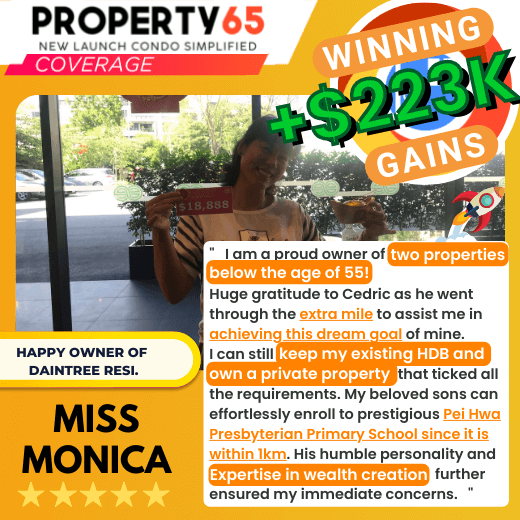 PROPERTY65
NEW LAUNCH CONDO SIMPLIFIED
COVERAGE
WINNING
+$223K
GAINS
$18,888
" I am a proud owner of two properties
below the age of 55!
Huge gratitude to Cedric as he went
through the extra mile to assist me in
achieving this dream goal of mine.
I can still keep my existing HDB and
own a private property that ticked all
the requirements. My beloved sons can
effortlessly enroll to prestigious Pei Hwa
Presbyterian Primary School since it is
within 1km. His humble personality and
Expertise in wealth creation further
ensured my immediate concerns. "
HAPPY OWNER OF
DAINTREE RESI.
MISS
MONICA